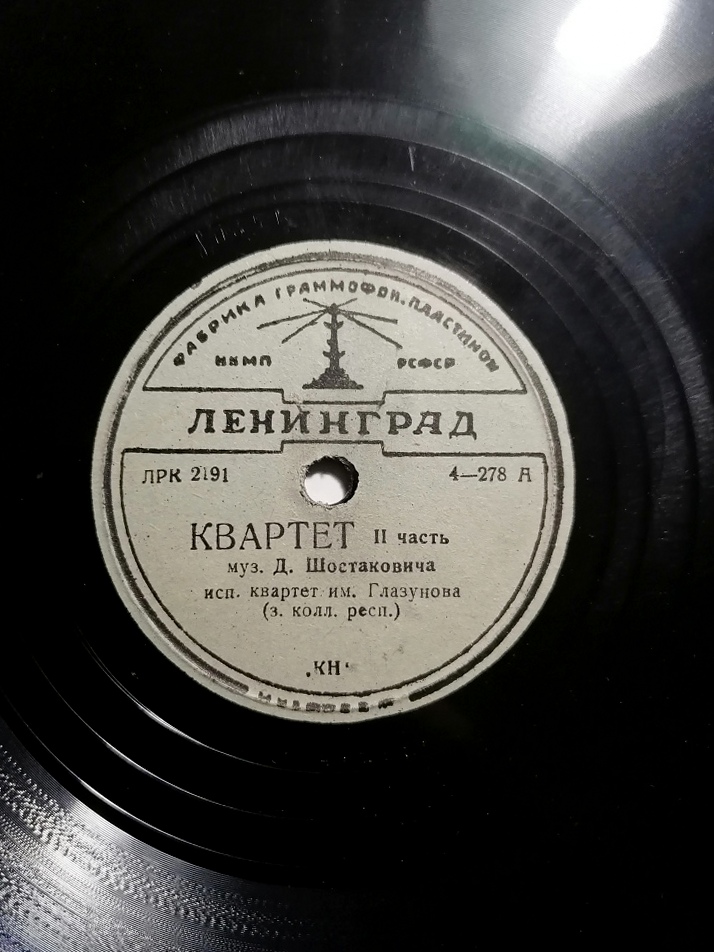 ФАБРИКА ГРАММОФОН. ПЛАСТИНОК
НКМП РСФСР
ЛЕНИНГРАД
ЛРК 2191 4—278 А
КВАРТЕТ II часть
муз. Д. Шостаковича
исп. квартет им. Глазунова
(з. колл. респ.)
„КН“